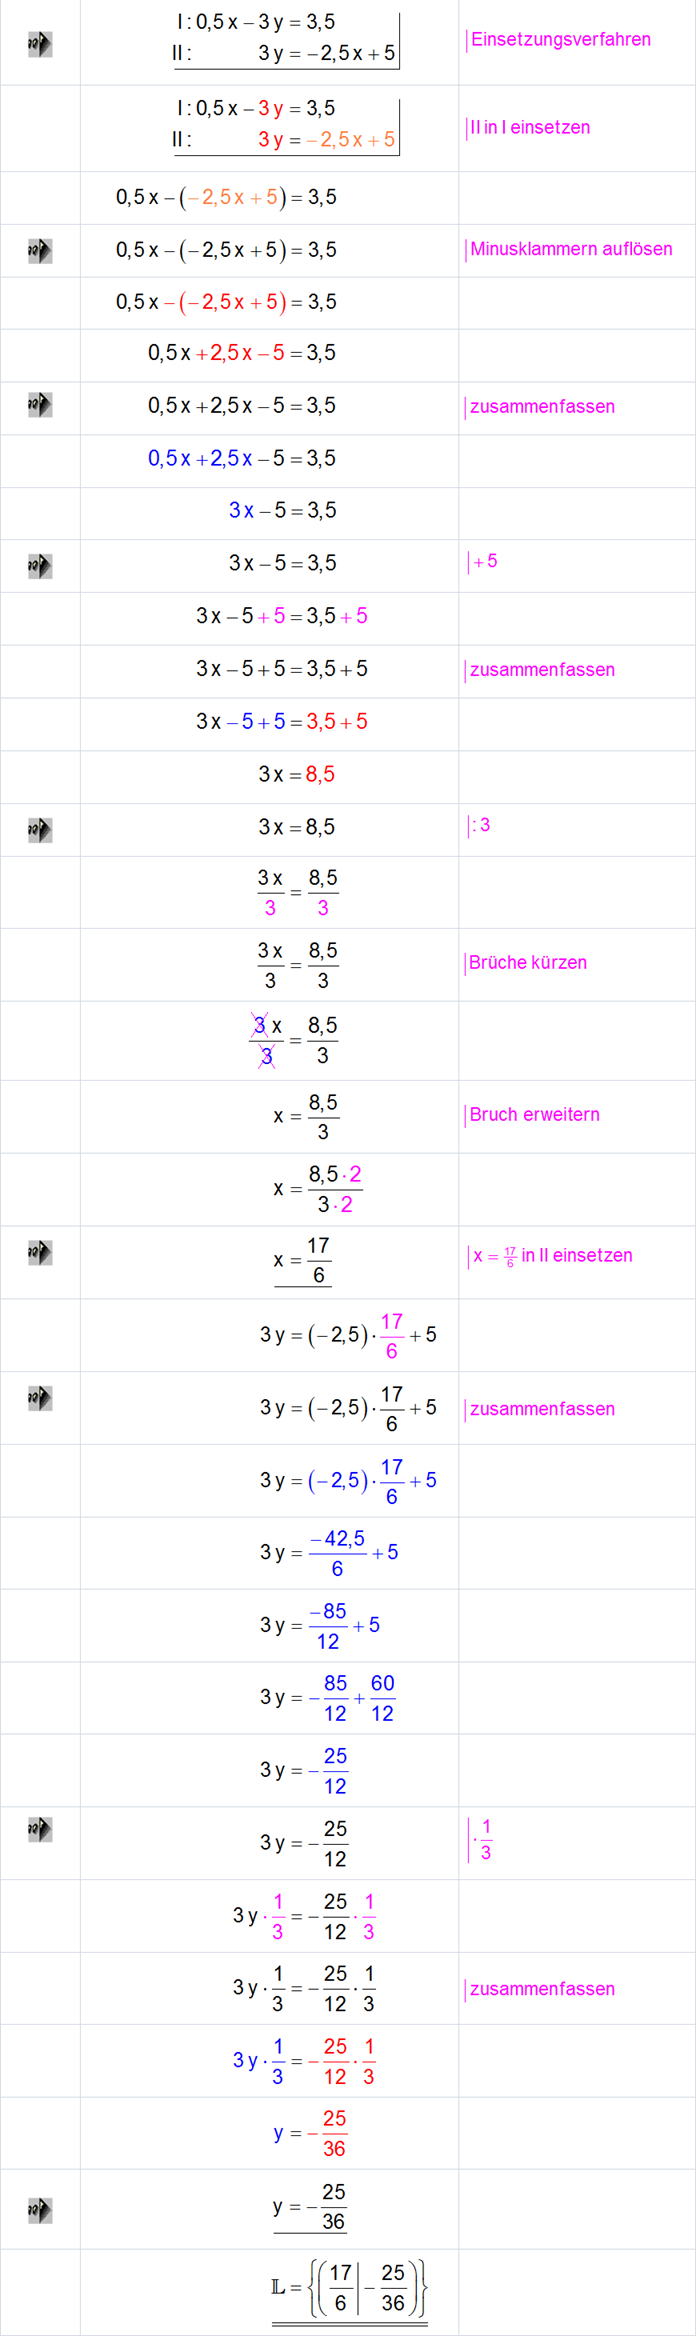 I : 0,5 x − 3 y = 3,5
II : 3 y = −2,5 x + 5 |Einsetzungsverfahren
I : 0,5 x − 3 y = 3,5
II : 3 y = −2,5 x + 5 |II in I einsetzen
0,5 x − (−2,5 x + 5) = 3,5
0,5 x − (−2,5 x + 5) = 3,5 |Minusklammern auflösen
0,5 x − (−2,5 x + 5) = 3,5
0,5 x + 2,5 x − 5 = 3,5
0,5 x + 2,5 x − 5 = 3,5 |zusammenfassen
0,5 x + 2,5 x − 5 = 3,5
3 x − 5 = 3,5
3 x − 5 = 3,5 |+ 5
3 x − 5 + 5 = 3,5 + 5
3 x − 5 + 5 = 3,5 + 5 |zusammenfassen
3 x − 5 + 5 = 3,5 + 5
3 x = 8,5
3 x = 8,5 |: 3
3 x/3 = 8,5/3
3 x/3 = 8,5/3 |Brüche kürzen
3 x/3 = 8,5/3
x = 8,5/3 |Bruch erweitern
x = 8,5 · 2/3 · 2
x = 17/6 |x = 17/6 in II einsetzen
3 y = (−2,5) · 17/6 + 5
3 y = (−2,5) · 17/6 + 5 |zusammenfassen
3 y = (−2,5) · 17/6 + 5
3 y = −42,5/6 + 5
3 y = −85/12 + 5
3 y = −85/12 + 60/12
3 y = −25/12
3 y = −25/12 |· 1/3
3 y · 1/3 = −25/12 · 1/3
3 y · 1/3 = −25/12 · 1/3 |zusammenfassen
3 y · 1/3 = −25/12 · 1/3
y = −25/36
y = −25/36
𝕃 = {(17/6 | −25/36)}